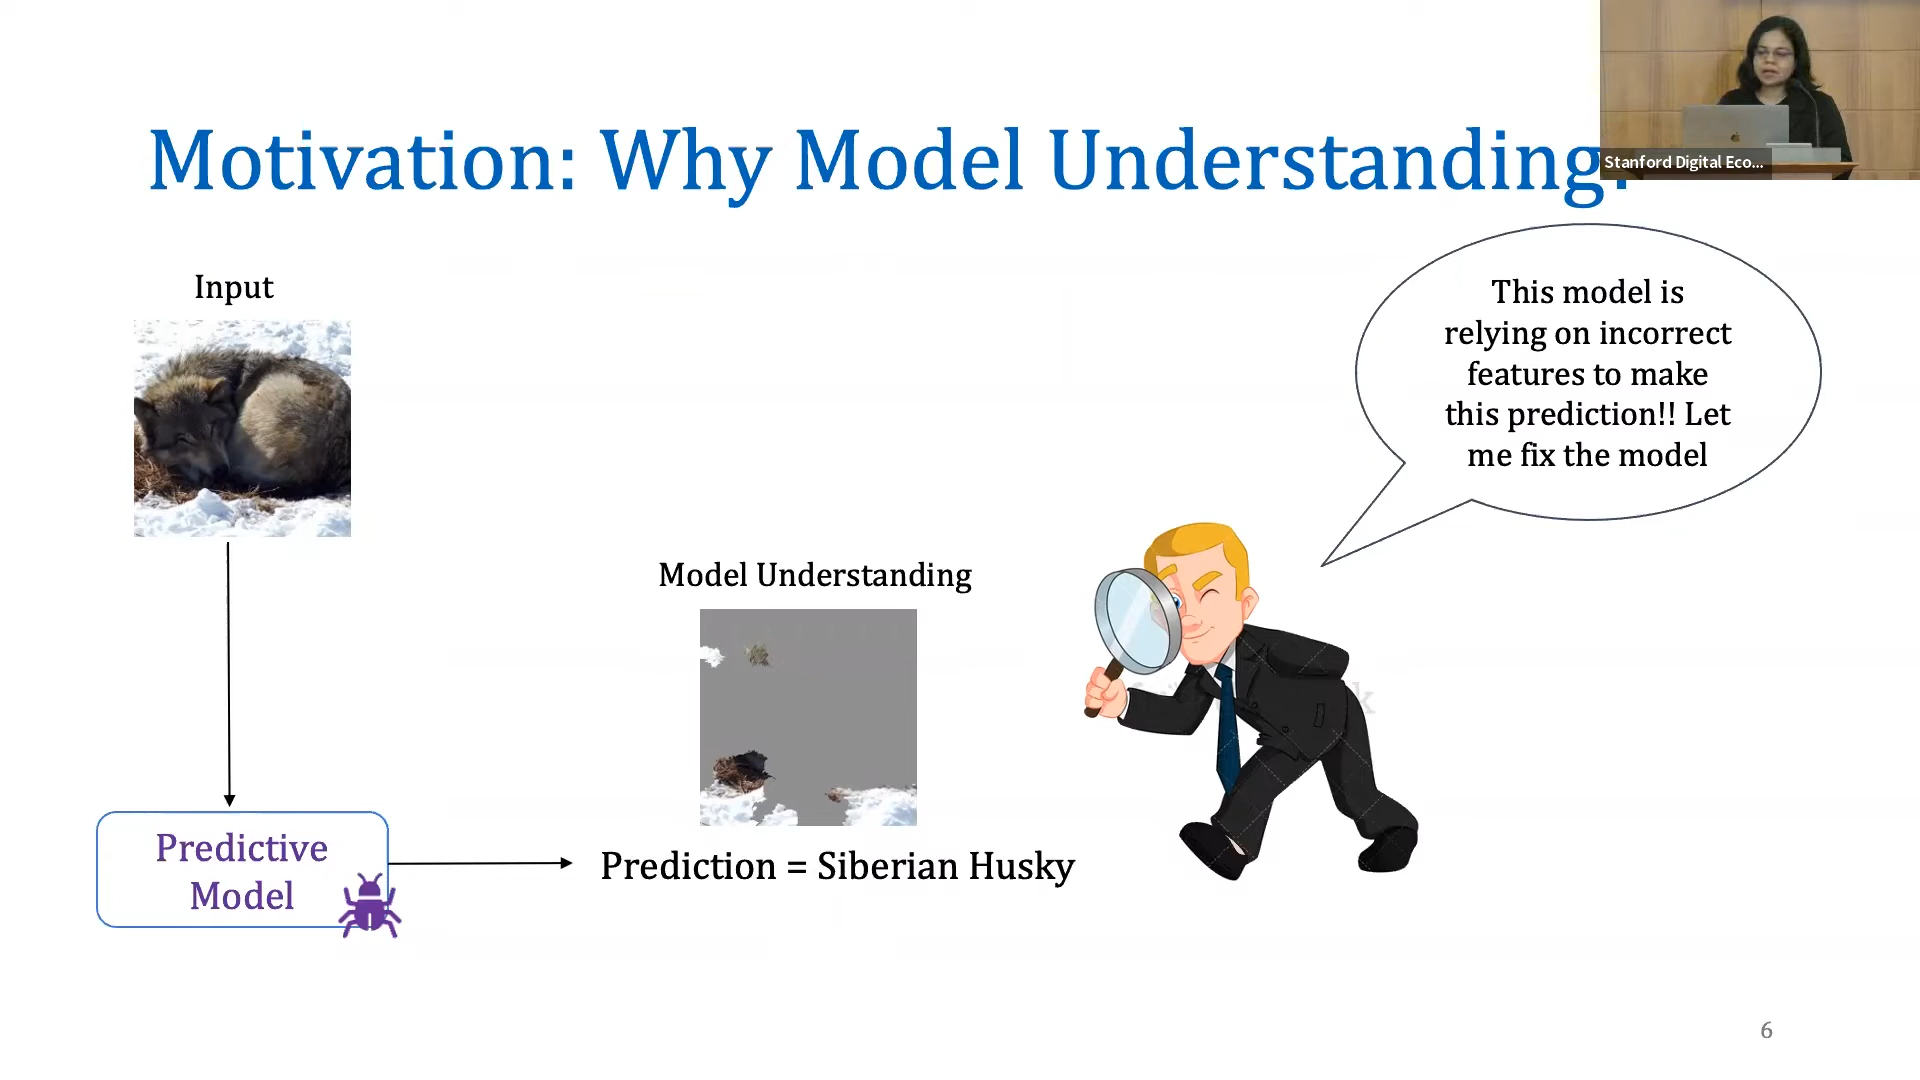 Motivation: Why Model Understanding?
Stanford Digital Eco...
Input
This model is
relying on incorrect
features to make
this prediction!! Let
me fix the model
Model Understanding
Predictive
Model
Prediction = Siberian Husky
6